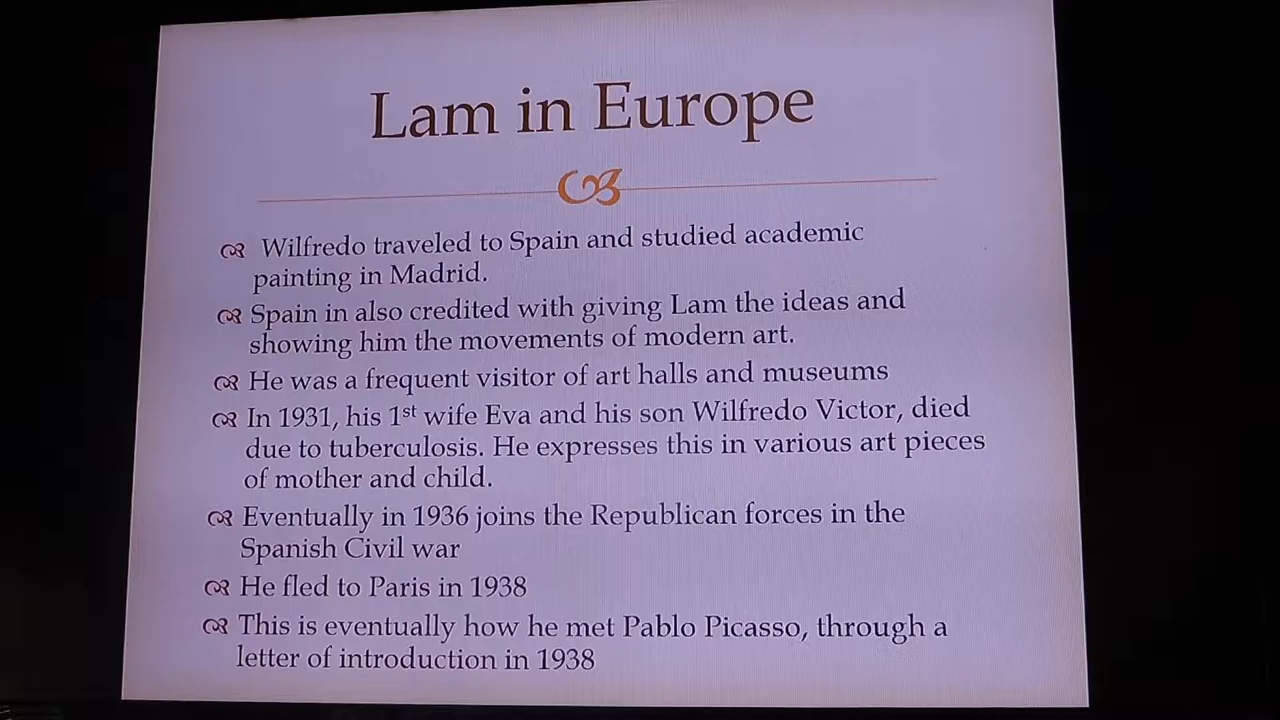 Lam in Europe
Wilfredo traveled to Spain and studied academic
painting in Madrid.
Spain in also credited with giving Lam the ideas and
showing him the movements of modern art.
He was a frequent visitor of art halls and museums
In 1931, his 1st wife Eva and his son Wilfredo Victor, died
due to tuberculosis. He expresses this in various art pieces
of mother and child.
Eventually in 1936 joins the Republican forces in the
Spanish Civil war
He fled to Paris in 1938
This is eventually how he met Pablo Picasso, through a
letter of introduction in 1938